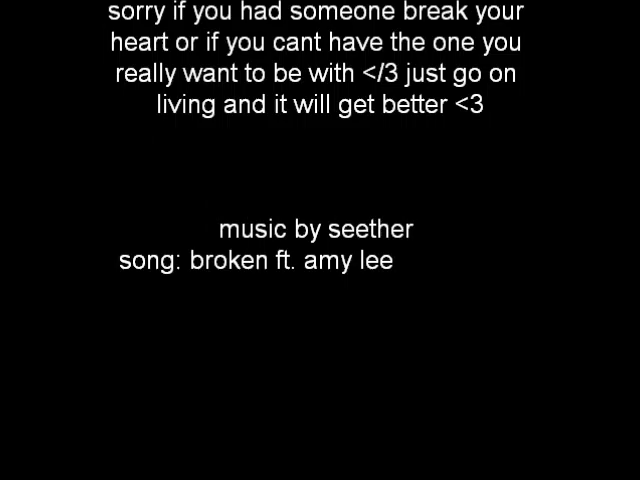 sorry if you had someone break your
heart or if you cant have the one you
really want to be with </3 just go on
living and it will get better <3
music by seether
song: broken ft. amy lee